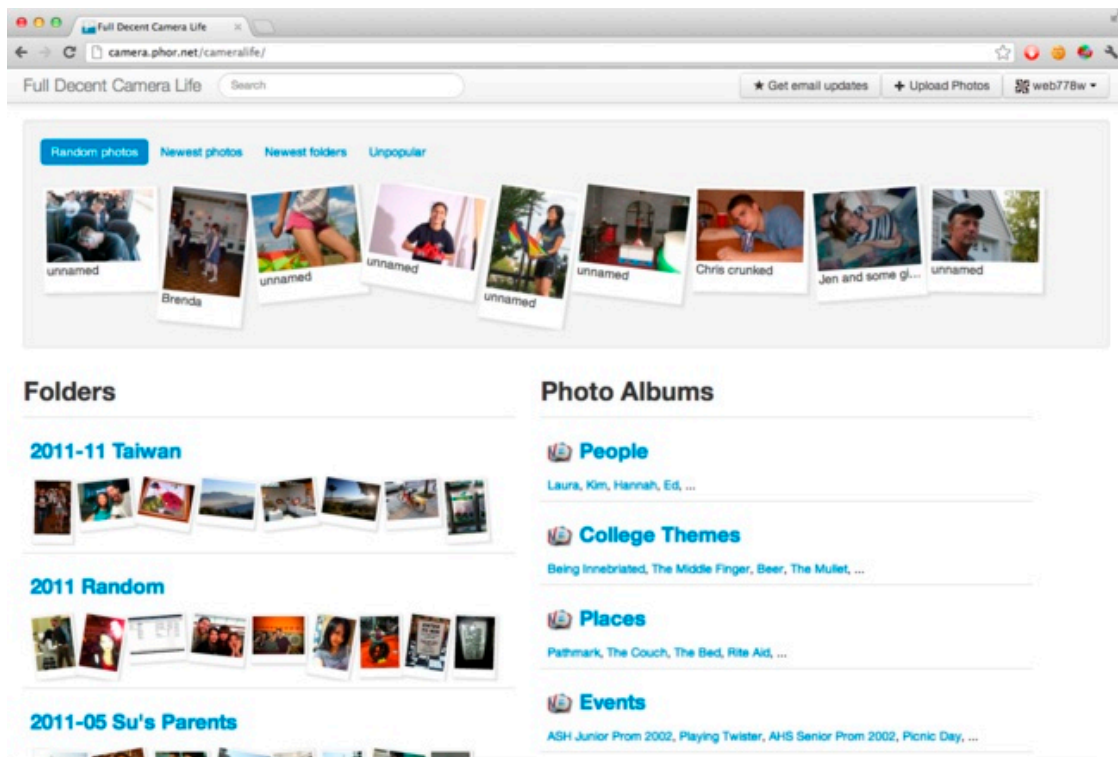 Full Decent Camera Life
camera.phor.net/cameralife/
Full Decent Camera Life Search ★ Get email updates + Upload Photos web778w
Random photos Newest photos Newest folders Unpopular
unnamed
Brenda
unnamed
unnamed
unnamed
unnamed
Chris crunked
Jen and some gi...
unnamed
Folders
2011-11 Taiwan
2011 Random
2011-05 Su's Parents
Photo Albums
People
Laura, Kim, Hannah, Ed, ...
College Themes
Being Innebriated, The Middle Finger, Beer, The Mullet, ...
Places
Pathmark, The Couch, The Bed, Rite Aid, ...
Events
ASH Junior Prom 2002, Playing Twister, AHS Senior Prom 2002, Picnic Day, ...